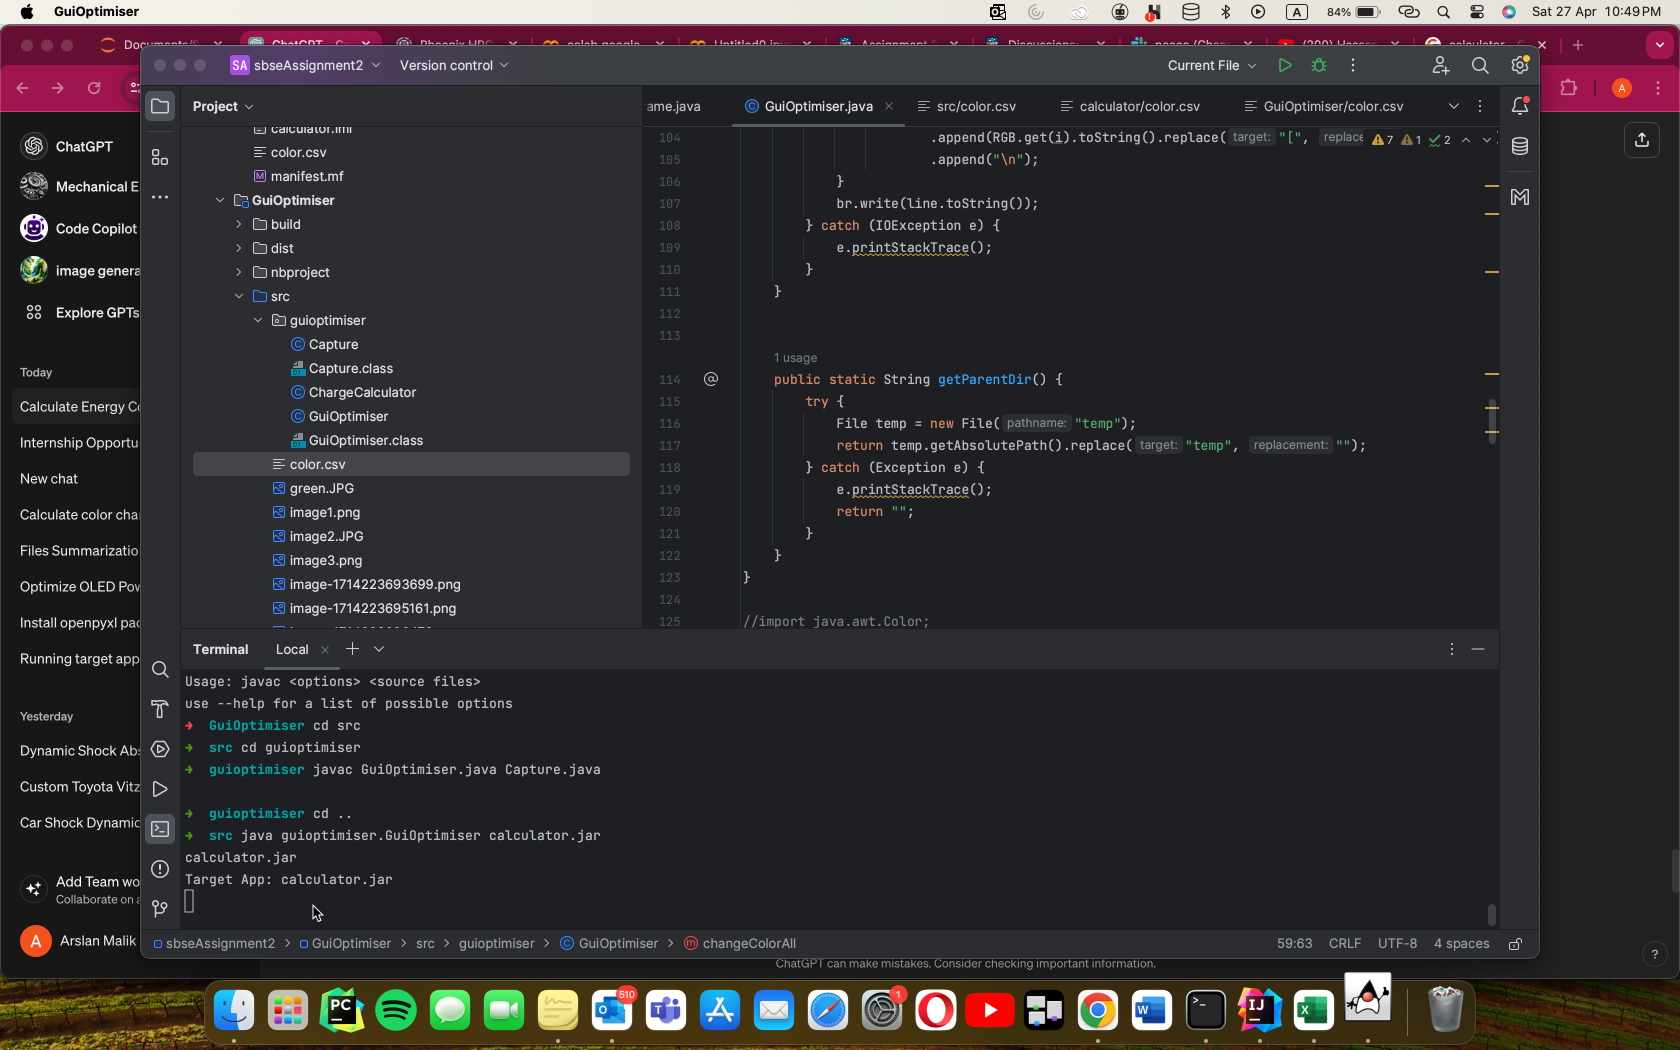 GuiOptimiser
84%
Sat 27 Apr 10:49 PM
SA sbseAssignment2
Version control
Current File
Project
ame.java
GuiOptimiser.java
src/color.csv
calculator/color.csv
GuiOptimiser/color.csv
calculator.iml
color.csv
manifest.mf
GuiOptimiser
build
dist
nbproject
src
guioptimiser
Capture
Capture.class
ChargeCalculator
GuiOptimiser
GuiOptimiser.class
color.csv
green.JPG
image1.png
image2.JPG
image3.png
image-1714223693699.png
image-1714223695161.png
7 1 2
104 .append(RGB.get(i).toString().replace( target: "[", replace
105 .append("\n");
106 }
107 br.write(line.toString());
108 } catch (IOException e) {
109 e.printStackTrace();
110 }
111 }
112
113
1 usage
114 @ public static String getParentDir() {
115 try {
116 File temp = new File( pathname: "temp");
117 return temp.getAbsolutePath().replace( target: "temp", replacement: "");
118 } catch (Exception e) {
119 e.printStackTrace();
120 return "";
121 }
122 }
123 }
124
125 //import java.awt.Color;
Terminal
Local
Usage: javac <options> <source files>
use --help for a list of possible options
➜ GuiOptimiser cd src
➜ src cd guioptimiser
➜ guioptimiser javac GuiOptimiser.java Capture.java
➜ guioptimiser cd ..
➜ src java guioptimiser.GuiOptimiser calculator.jar
calculator.jar
Target App: calculator.jar
sbseAssignment2 > GuiOptimiser > src > guioptimiser > GuiOptimiser > changeColorAll
59:63 CRLF UTF-8 4 spaces
ChatGPT
Mechanical E
Code Copilot
image genera
Explore GPTs
Today
Calculate Energy Co
Internship Opportu
New chat
Calculate color cha
Files Summarizatio
Optimize OLED Pow
Install openpyxl pac
Running target app
Yesterday
Dynamic Shock Abs
Custom Toyota Vitz
Car Shock Dynamic
Add Team wo
Collaborate on a
A Arslan Malik
ChatGPT can make mistakes. Consider checking important information.
510
1